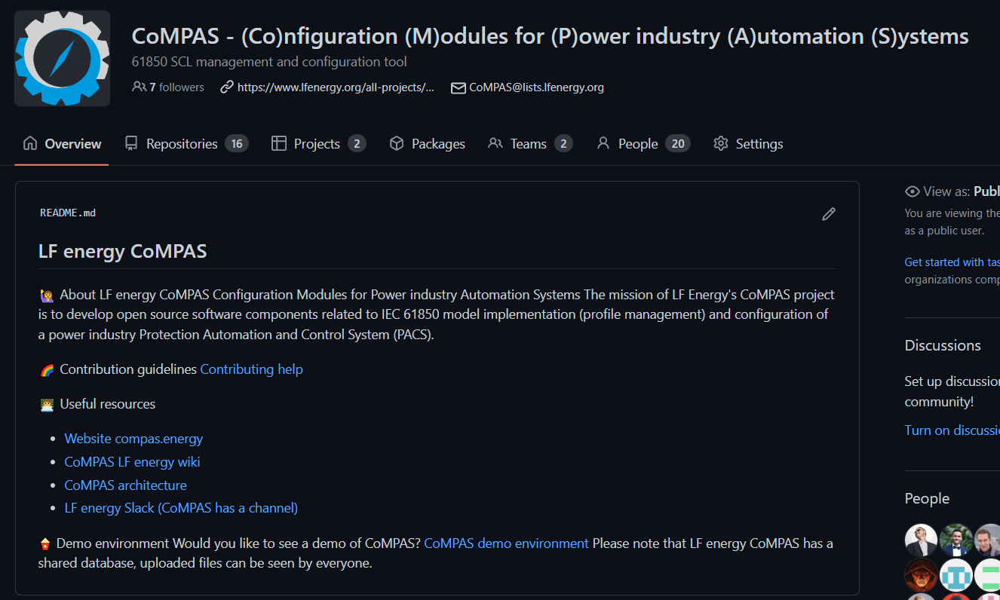 CoMPAS - (Co)nfiguration (M)odules for (P)ower industry (A)utomation (S)ystems
61850 SCL management and configuration tool
7 followers https://www.lfenergy.org/all-projects/... CoMPAS@lists.lfenergy.org
Overview Repositories 16 Projects 2 Packages Teams 2 People 20 Settings
README.md
LF energy CoMPAS
About LF energy CoMPAS Configuration Modules for Power industry Automation Systems The mission of LF Energy's CoMPAS project
is to develop open source software components related to IEC 61850 model implementation (profile management) and configuration of
a power industry Protection Automation and Control System (PACS).
Contribution guidelines Contributing help
Useful resources
Website compas.energy
CoMPAS LF energy wiki
CoMPAS architecture
LF energy Slack (CoMPAS has a channel)
Demo environment Would you like to see a demo of CoMPAS? CoMPAS demo environment Please note that LF energy CoMPAS has a
shared database, uploaded files can be seen by everyone.
View as: Publ
You are viewing the
as a public user.
Get started with tas
organizations comp
Discussions
Set up discussion
community!
Turn on discussi
People